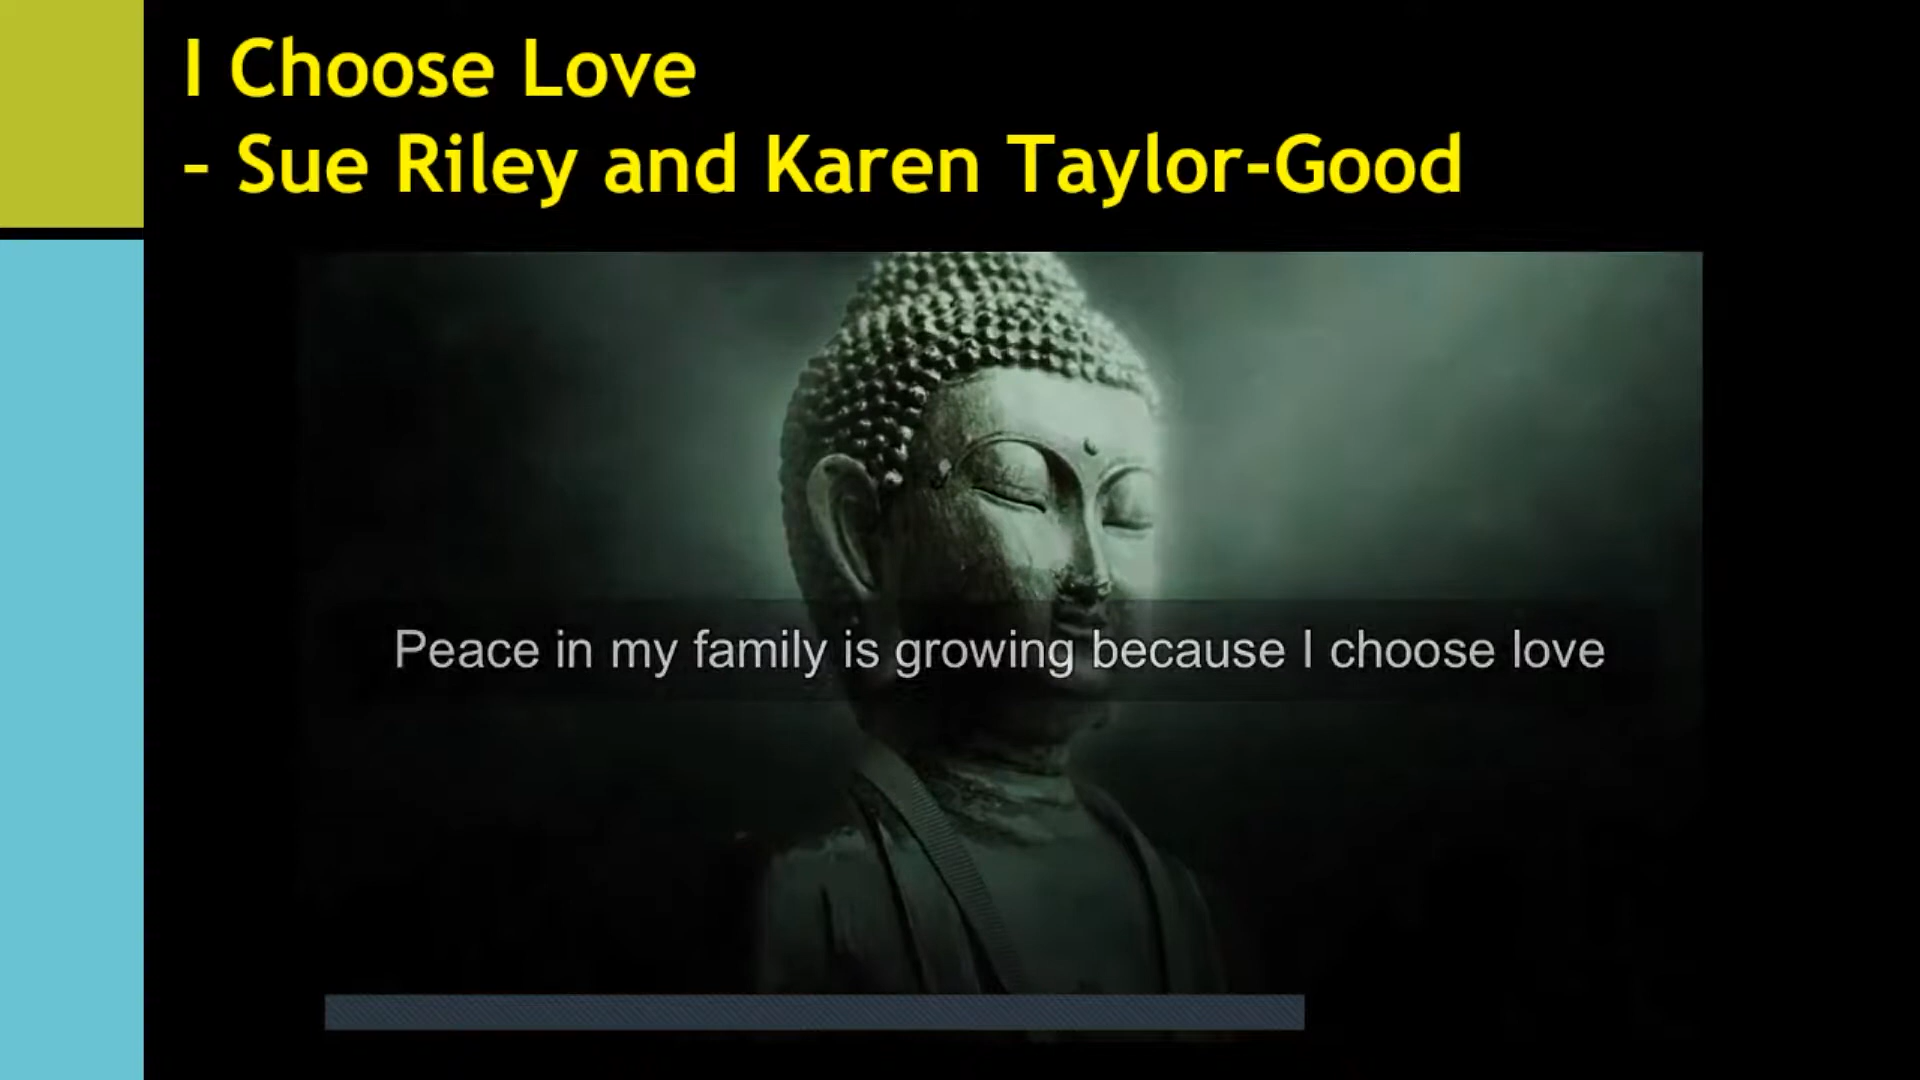 I Choose Love
– Sue Riley and Karen Taylor-Good
Peace in my family is growing because I choose love